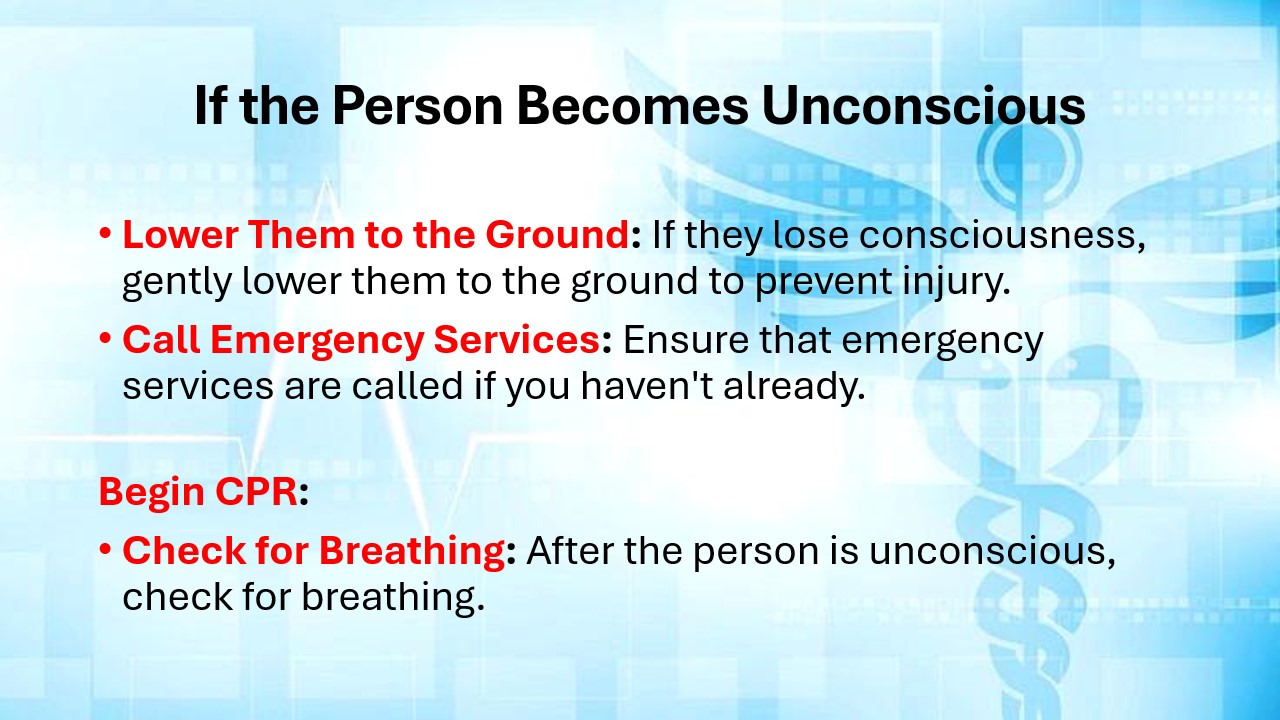 If the Person Becomes Unconscious
• Lower Them to the Ground: If they lose consciousness,
gently lower them to the ground to prevent injury.
• Call Emergency Services: Ensure that emergency
services are called if you haven't already.
Begin CPR:
• Check for Breathing: After the person is unconscious,
check for breathing.